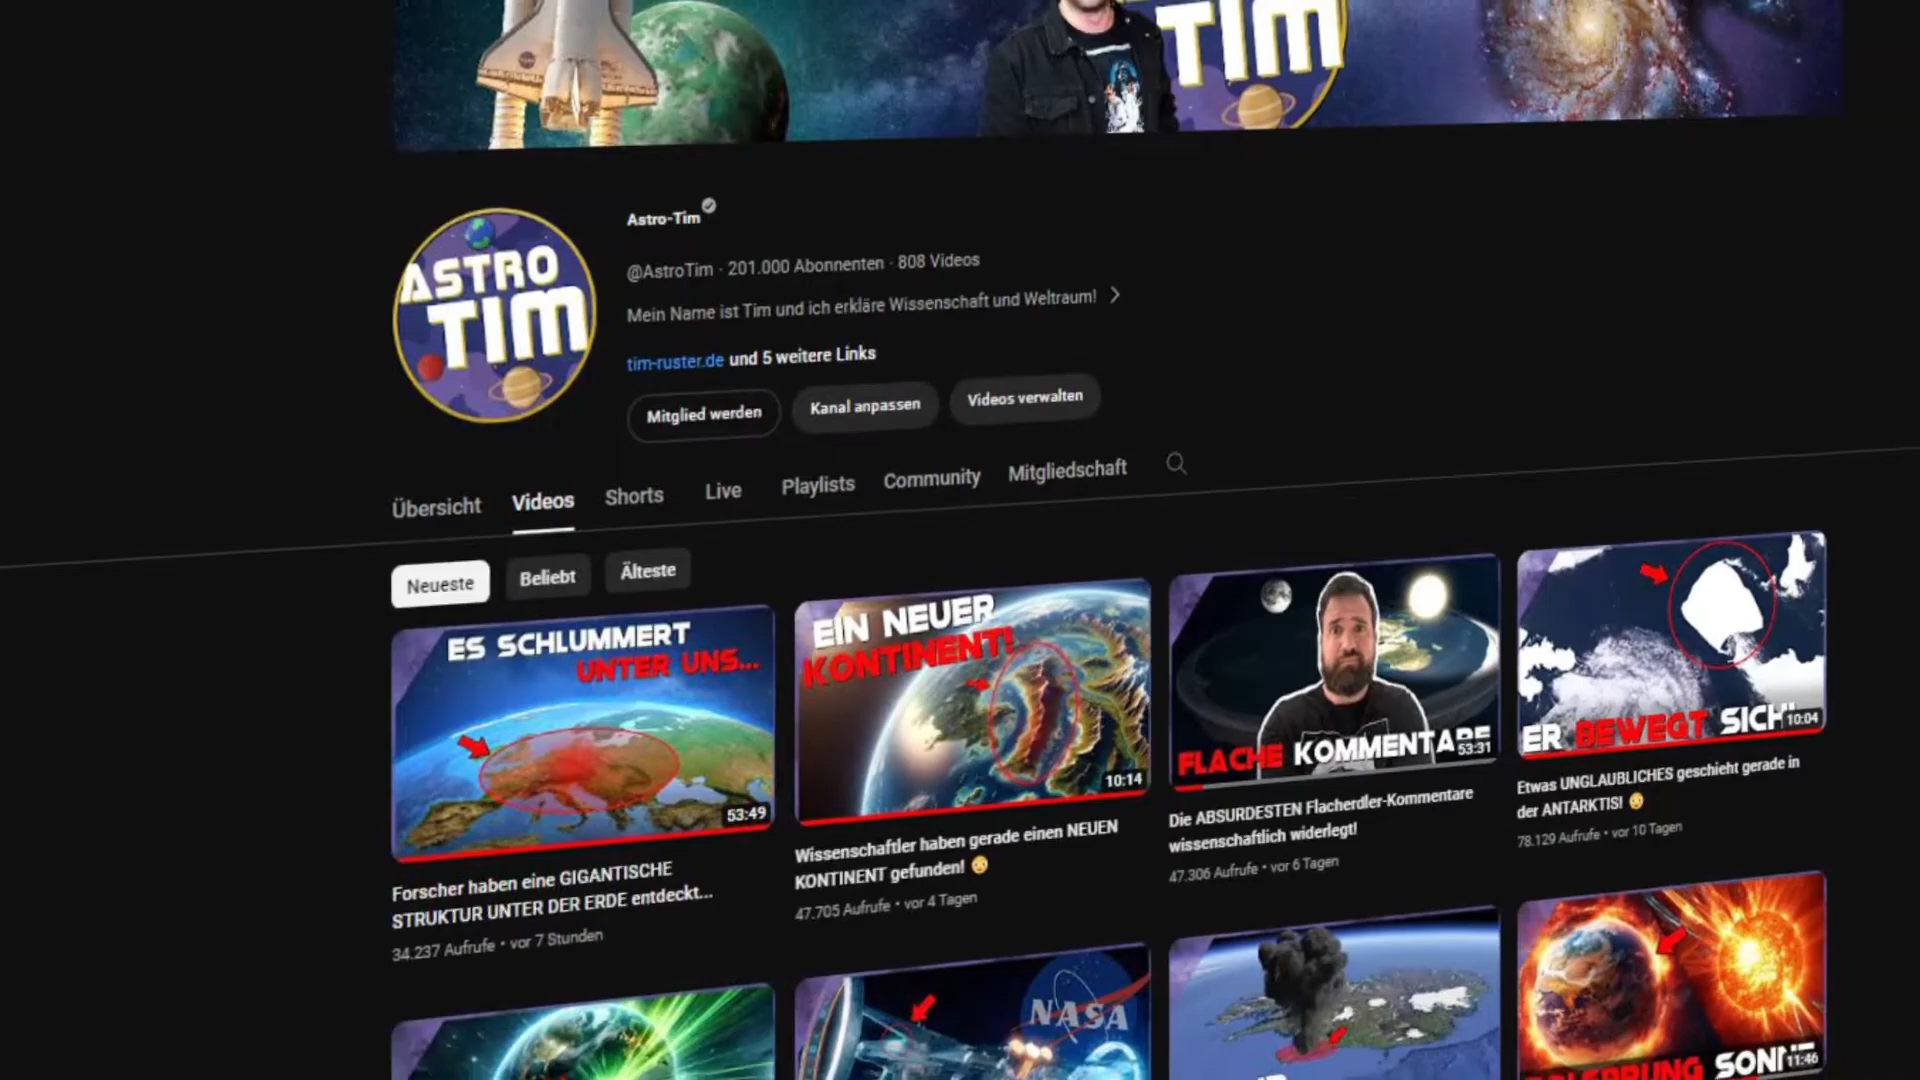 TIM
ASTRO
TIM
Astro-Tim
@AstroTim · 201.000 Abonnenten · 808 Videos
Mein Name ist Tim und ich erkläre Wissenschaft und Weltraum!
tim-ruster.de und 5 weitere Links
Mitglied werden
Kanal anpassen
Videos verwalten
Übersicht
Videos
Shorts
Live
Playlists
Community
Mitgliedschaft
Neueste
Beliebt
Älteste
ES SCHLUMMERT
UNTER UNS...
53:49
Forscher haben eine GIGANTISCHE
STRUKTUR UNTER DER ERDE entdeckt...
34.237 Aufrufe • vor 7 Stunden
EIN NEUER
KONTINENT!
10:14
Wissenschaftler haben gerade einen NEUEN
KONTINENT gefunden! 😳
47.705 Aufrufe • vor 4 Tagen
FLACHE KOMMENTARE
53:31
Die ABSURDESTEN Flacherdler-Kommentare
wissenschaftlich widerlegt!
47.306 Aufrufe • vor 6 Tagen
ER BEWEGT SICH!
10:04
Etwas UNGLAUBLICHES geschieht gerade in
der ANTARKTIS! 😳
78.129 Aufrufe • vor 10 Tagen
NASA
SONNE
11:46